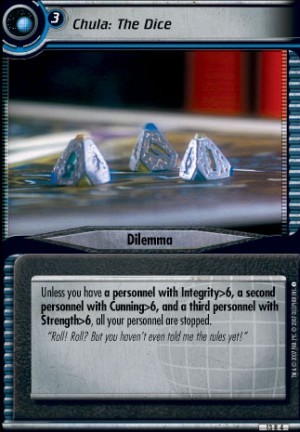 3
Chula: The Dice
Dilemma
Unless you have a personnel with Integrity>6, a second
personnel with Cunning>6, and a third personnel with
Strength>6, all your personnel are stopped.
"Roll! Roll? But you haven't even told me the rules yet!"